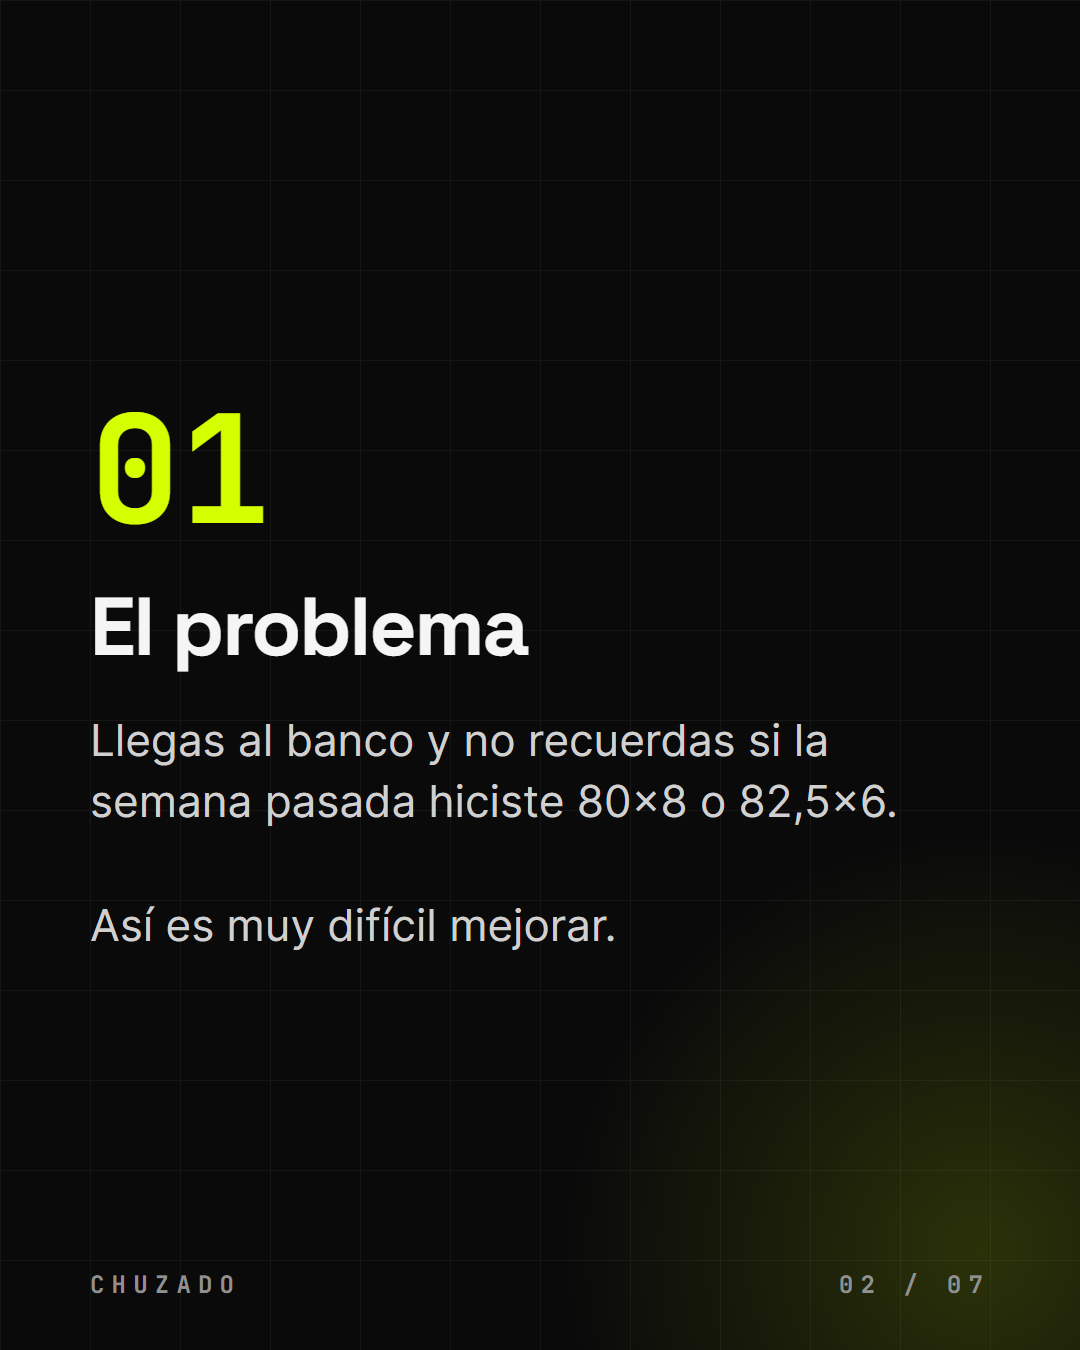 01
El problema
Llegas al banco y no recuerdas si la
semana pasada hiciste 80×8 o 82,5×6.
Así es muy difícil mejorar.
CHUZADO
02 / 07